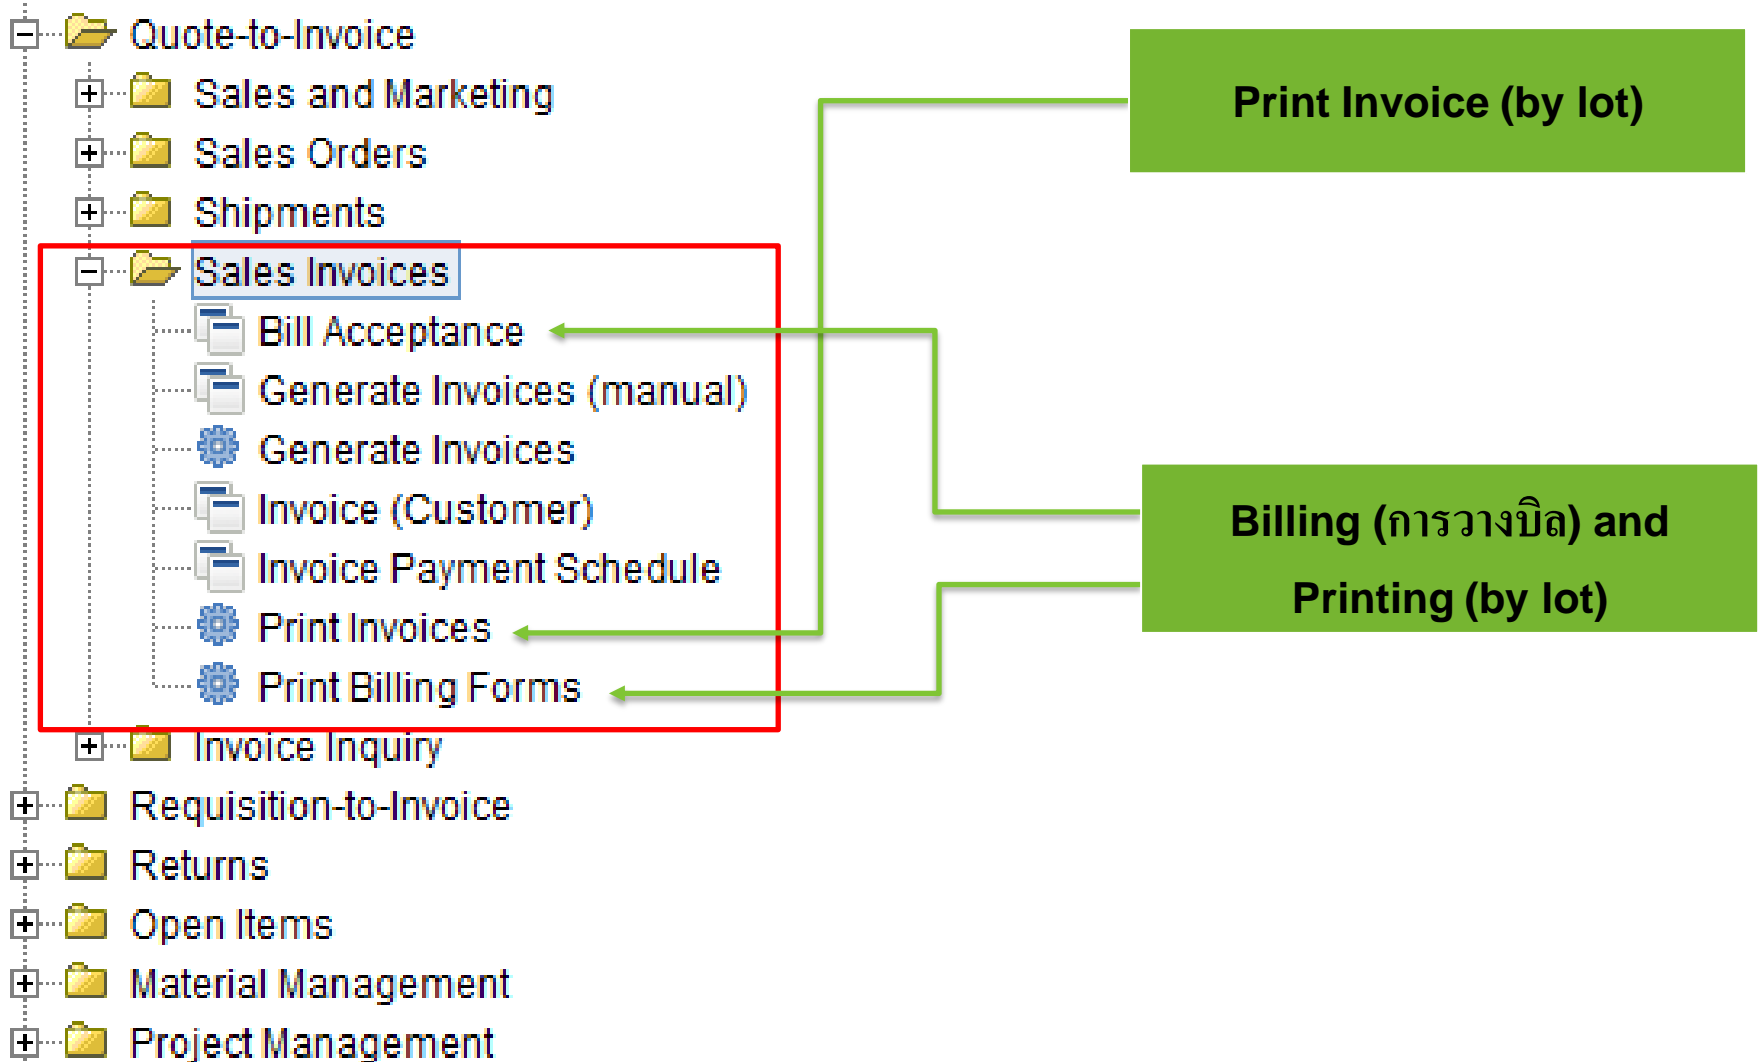 Quote-to-Invoice
Sales and Marketing
Sales Orders
Shipments
Sales Invoices
Bill Acceptance
Generate Invoices (manual)
Generate Invoices
Invoice (Customer)
Invoice Payment Schedule
Print Invoices
Print Billing Forms
Invoice Inquiry
Requisition-to-Invoice
Returns
Open Items
Material Management
Project Management
Print Invoice (by lot)
Billing (การวางบิล) and
Printing (by lot)